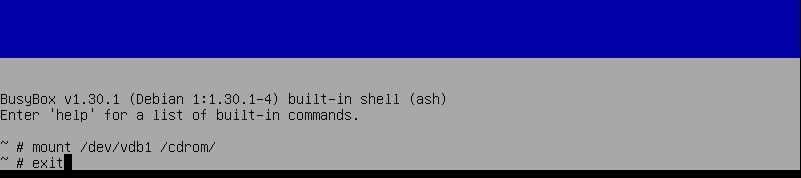 BusyBox v1.30.1 (Debian 1:1.30.1-4) built-in shell (ash)
Enter 'help' for a list of built-in commands.
~ # mount /dev/vdb1 /cdrom/
~ # exit